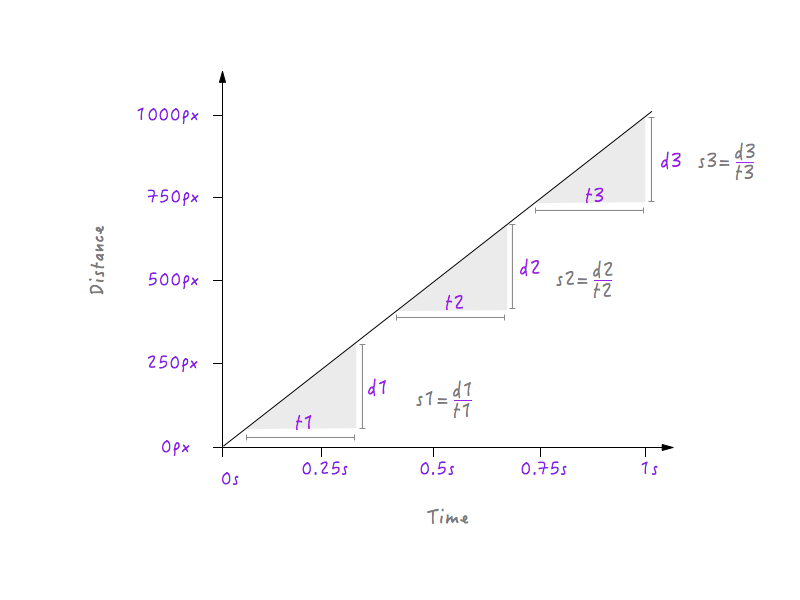 1000px
d3 s3=d3/t3
750px
t3
Distance
500px
d2 s2=d2/t2
t2
250px
d1 s1=d1/t1
t1
0px
0s 0.25s 0.5s 0.75s 1s
Time